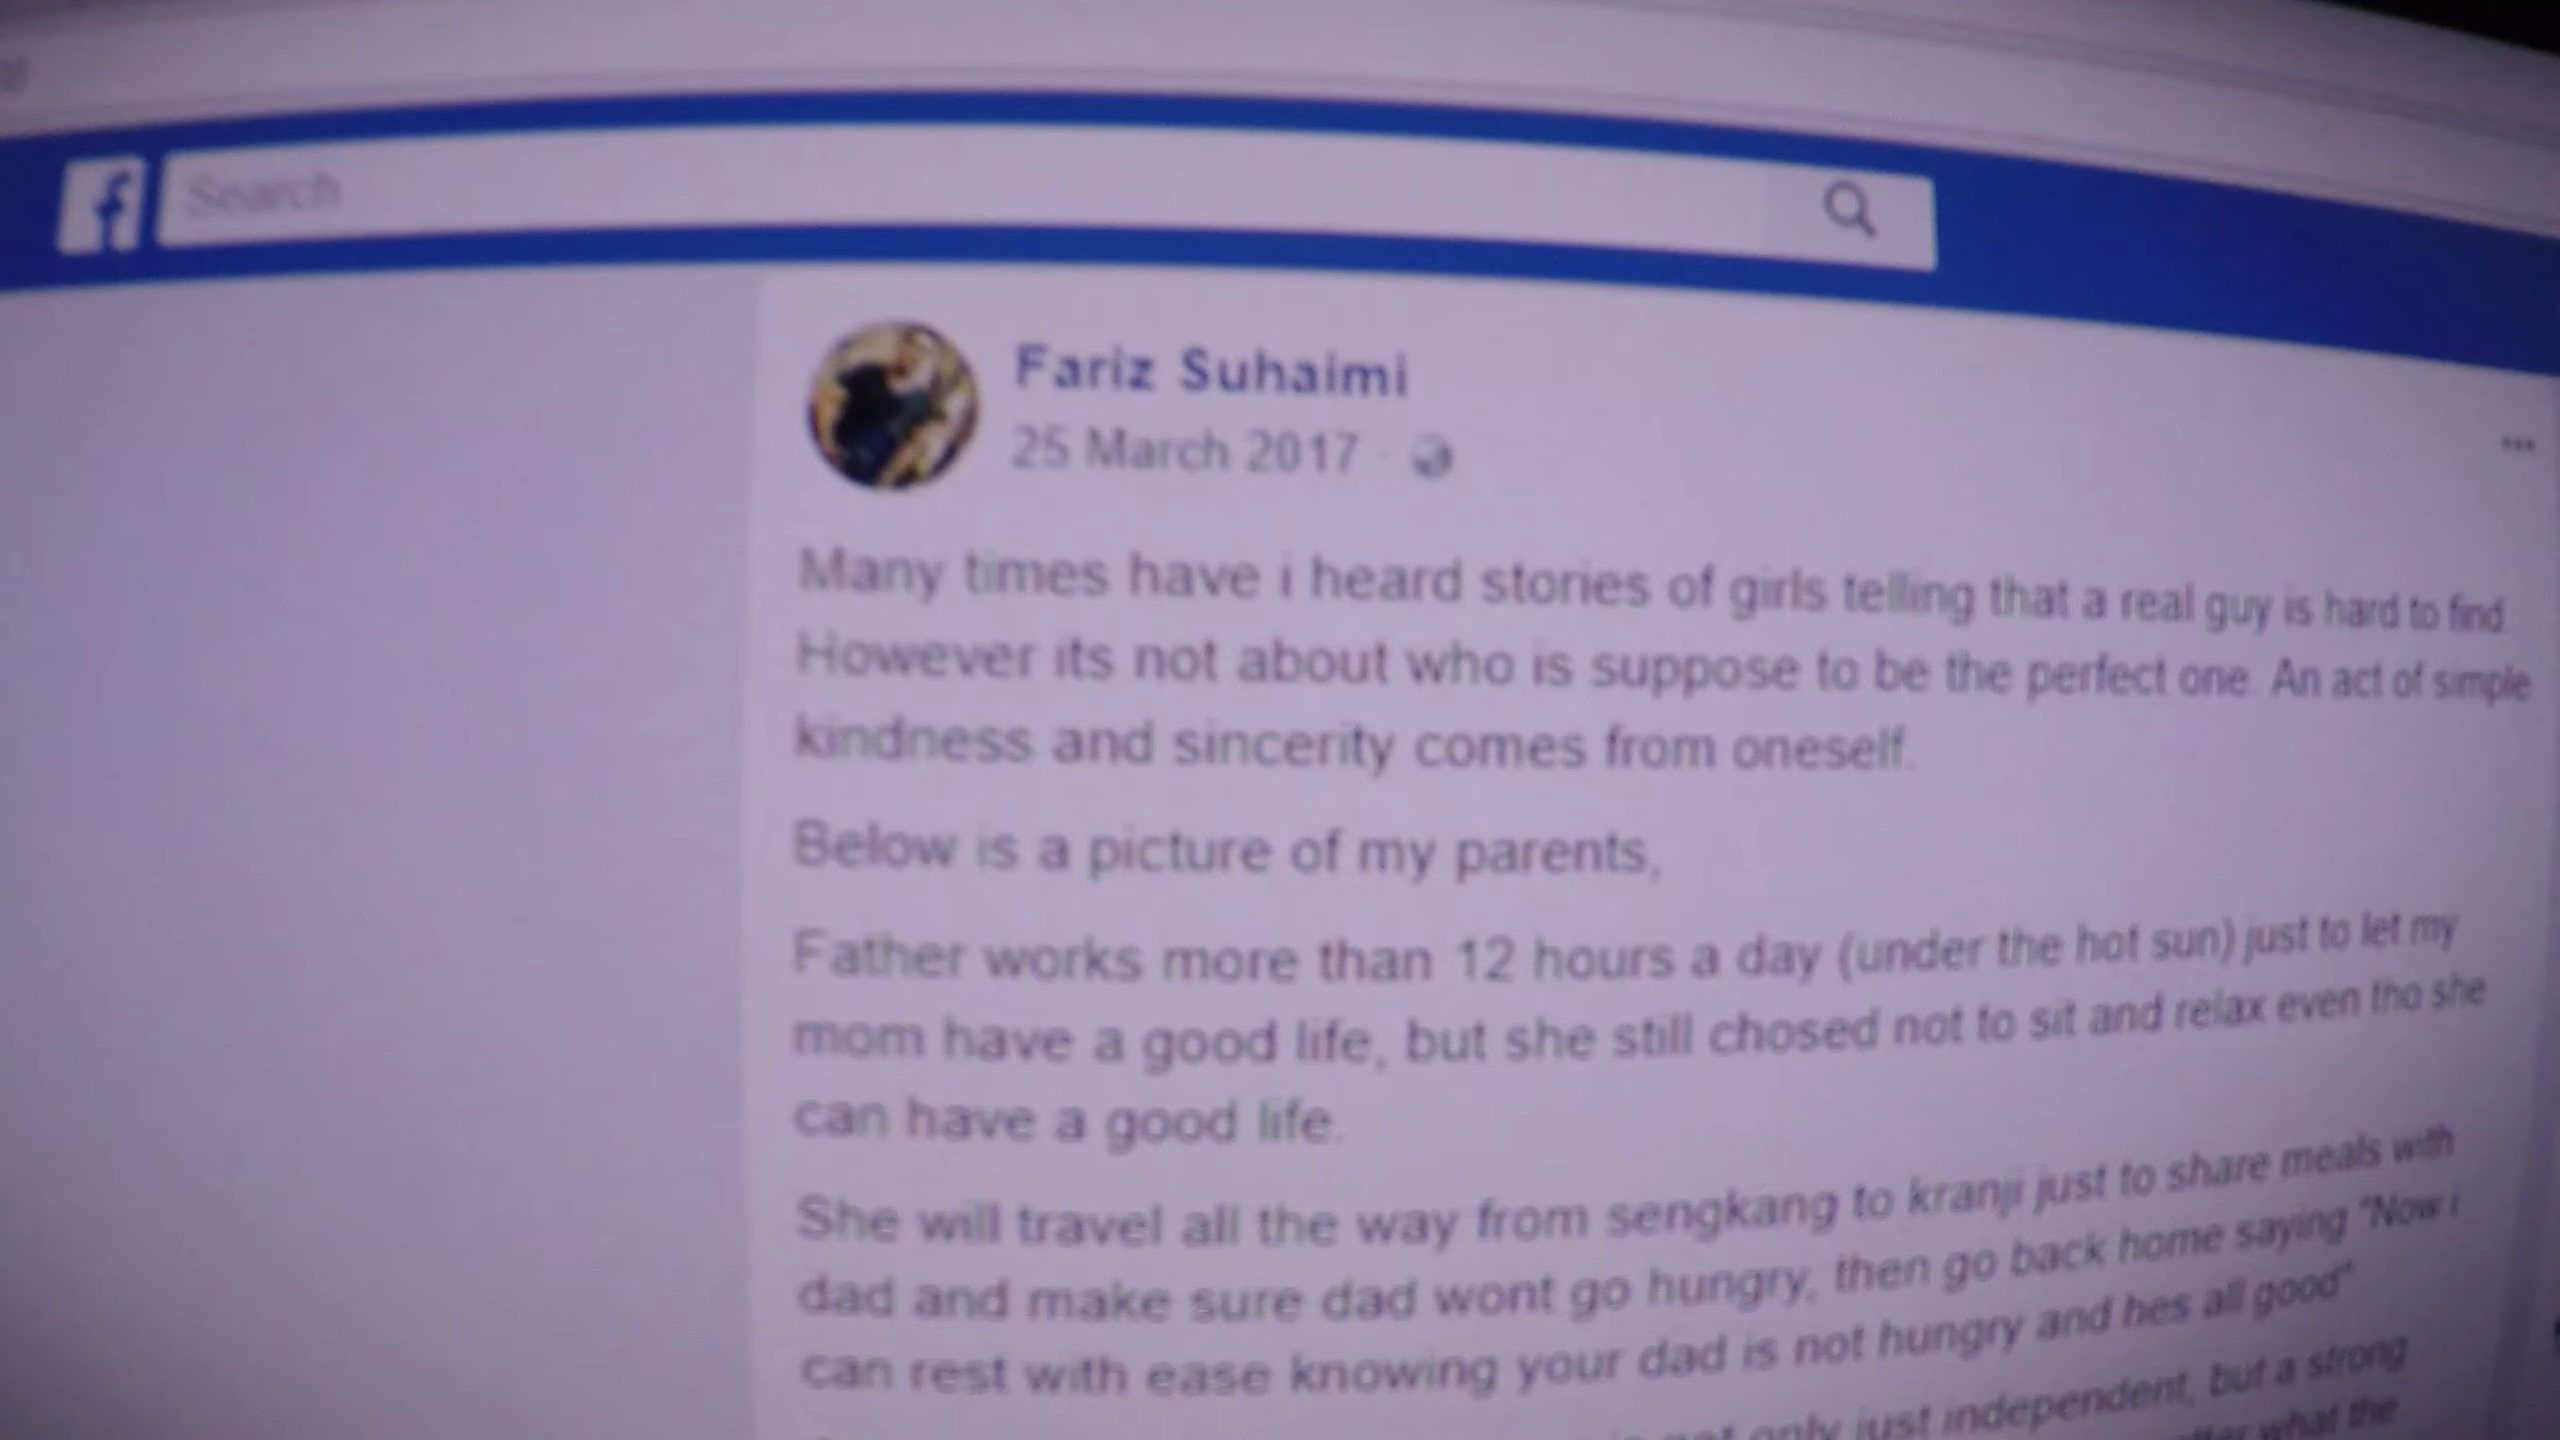 f Search
Fariz Suhaimi
25 March 2017
Many times have i heard stories of girls telling that a real guy is hard to find.
However its not about who is suppose to be the perfect one. An act of simple
kindness and sincerity comes from oneself.
Below is a picture of my parents,
Father works more than 12 hours a day (under the hot sun) just to let my
mom have a good life, but she still chosed not to sit and relax even tho she
can have a good life.
She will travel all the way from sengkang to kranji just to share meals with
dad and make sure dad wont go hungry, then go back home saying "Now i
can rest with ease knowing your dad is not hungry and hes all good"
not only just independent, but a strong
what the